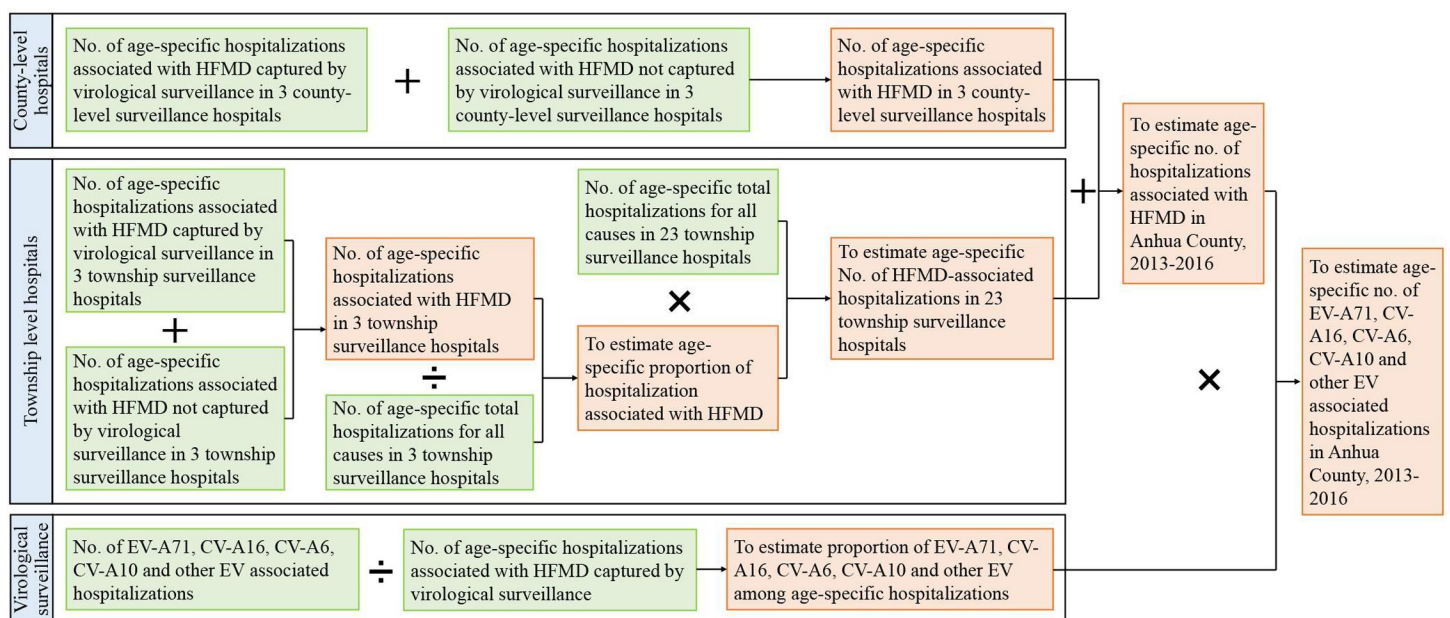 County-level
hospitals
No. of age-specific hospitalizations
associated with HFMD captured by
virological surveillance in 3 county-
level surveillance hospitals
+
No. of age-specific hospitalizations
associated with HFMD not captured
by virological surveillance in 3
county-level surveillance hospitals
No. of age-specific
hospitalizations associated
with HFMD in 3 county-
level surveillance hospitals
Township level hospitals
No. of age-specific
hospitalizations associated
with HFMD captured by
virological surveillance in
3 township surveillance
hospitals
+
No. of age-specific
hospitalizations associated
with HFMD not captured
by virological
surveillance in 3 township
surveillance hospitals
No. of age-specific
hospitalizations
associated with HFMD
in 3 township
surveillance hospitals
÷
No. of age-specific total
hospitalizations for all
causes in 3 township
surveillance hospitals
No. of age-specific total
hospitalizations for all
causes in 23 township
surveillance hospitals
×
To estimate age-
specific proportion of
hospitalization
associated with HFMD
To estimate age-specific
No. of HFMD-associated
hospitalizations in 23
township surveillance
hospitals
+
To estimate age-
specific no. of
hospitalizations
associated with
HFMD in
Anhua County,
2013-2016
×
Virological
surveillance
No. of EV-A71, CV-A16, CV-A6,
CV-A10 and other EV associated
hospitalizations
÷
No. of age-specific hospitalizations
associated with HFMD captured by
virological surveillance
To estimate proportion of EV-A71, CV-
A16, CV-A6, CV-A10 and other EV
among age-specific hospitalizations
To estimate age-
specific no. of
EV-A71, CV-
A16, CV-A6,
CV-A10 and
other EV
associated
hospitalizations
in Anhua
County, 2013-
2016